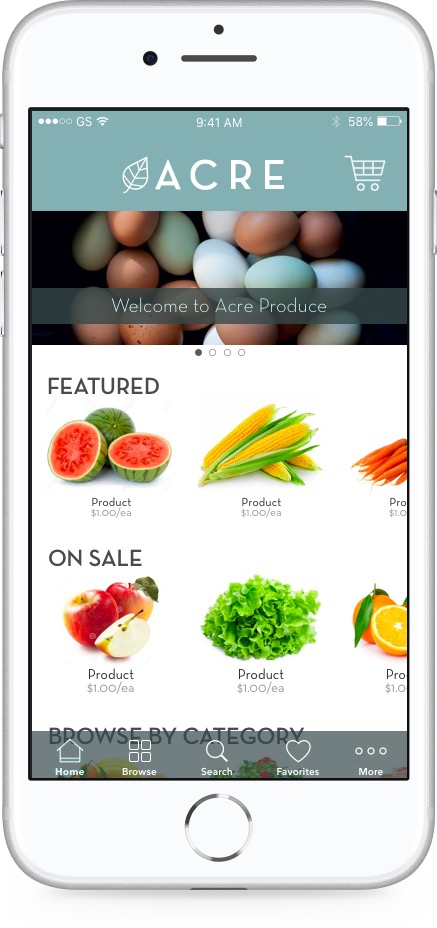 GS 9:41 AM 58%
ACRE
Welcome to Acre Produce
FEATURED
Product Product Pro
$1.00/ea $1.00/ea $1.0
ON SALE
Product Product Pro
$1.00/ea $1.00/ea $1.0
BROWSE BY CATEGORY
Home Browse Search Favorites More